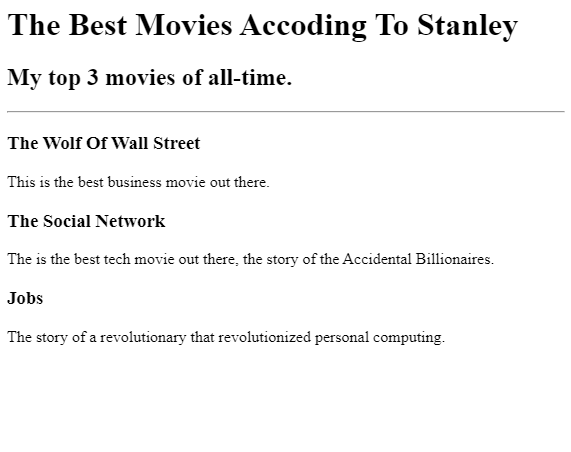 The Best Movies Accoding To Stanley
My top 3 movies of all-time.
The Wolf Of Wall Street
This is the best business movie out there.
The Social Network
The is the best tech movie out there, the story of the Accidental Billionaires.
Jobs
The story of a revolutionary that revolutionized personal computing.